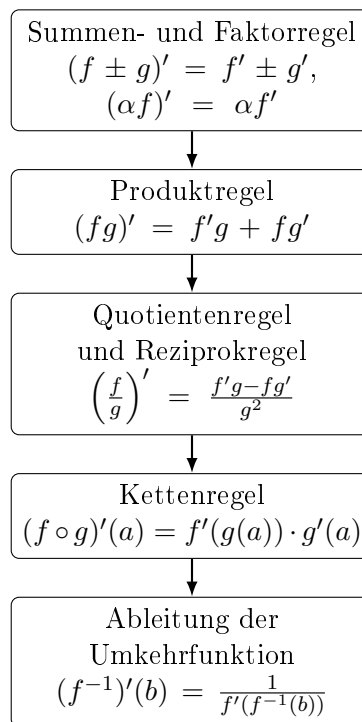 Summen- und Faktorregel
(f ± g)′ = f′ ± g′,
(αf)′ = αf′
Produktregel
(fg)′ = f′g + fg′
Quotientenregel
und Reziprokregel
(f/g)′ = (f′g−fg′)/g²
Kettenregel
(f ∘ g)′(a) = f′(g(a)) · g′(a)
Ableitung der
Umkehrfunktion
(f⁻¹)′(b) = 1/(f′(f⁻¹(b)))